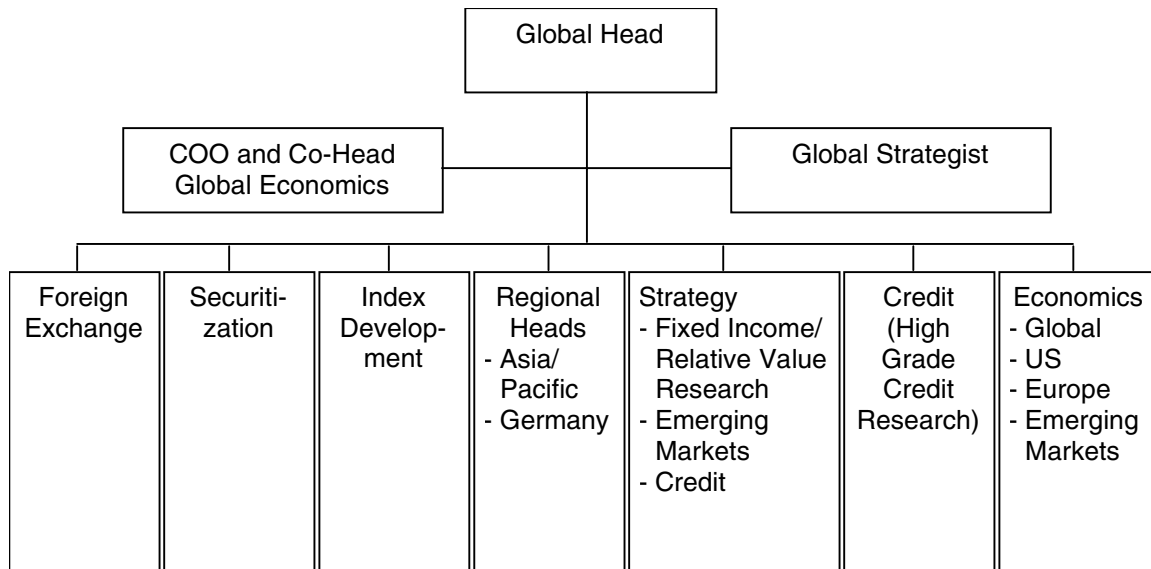 Global Head
COO and Co-Head
Global Economics
Global Strategist
Foreign
Exchange
Securiti-
zation
Index
Develop-
ment
Regional
Heads
- Asia/
Pacific
- Germany
Strategy
- Fixed Income/
Relative Value
Research
- Emerging
Markets
- Credit
Credit
(High
Grade
Credit
Research)
Economics
- Global
- US
- Europe
- Emerging
Markets